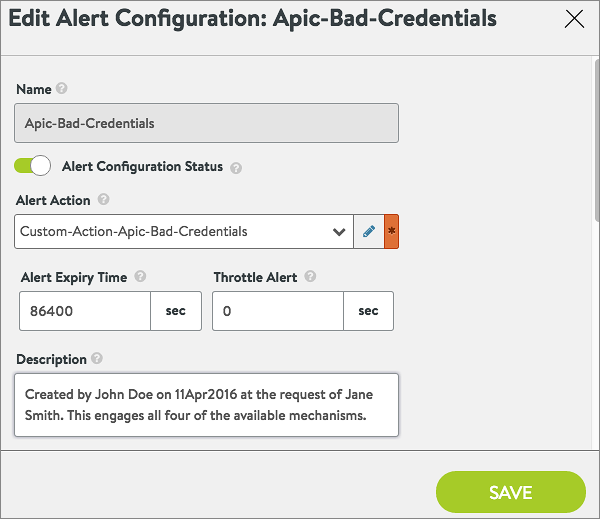 Edit Alert Configuration: Apic-Bad-Credentials
Name ?
Apic-Bad-Credentials
Alert Configuration Status ?
Alert Action ?
Custom-Action-Apic-Bad-Credentials *
Alert Expiry Time ? Throttle Alert ?
86400 sec 0 sec
Description ?
Created by John Doe on 11Apr2016 at the request of Jane
Smith. This engages all four of the available mechanisms.
SAVE